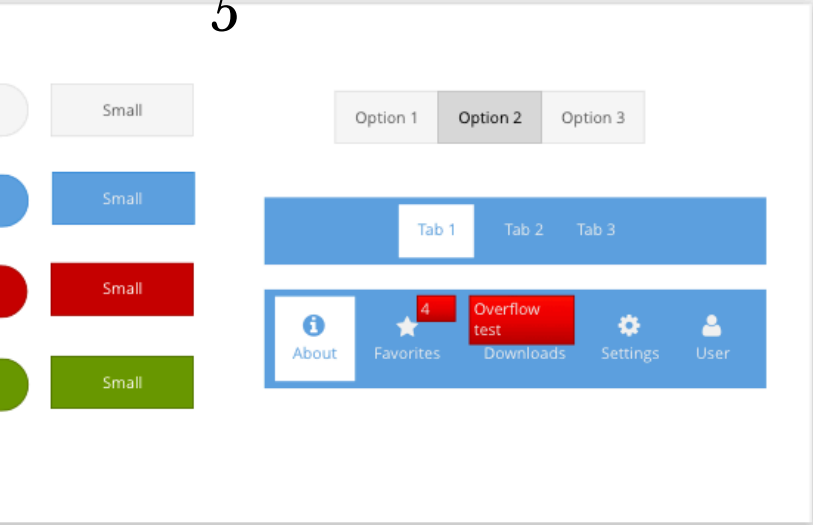 5
Small
Small
Small
Small
Option 1 Option 2 Option 3
Tab 1 Tab 2 Tab 3
4
Overflow
test
About Favorites Downloads Settings User